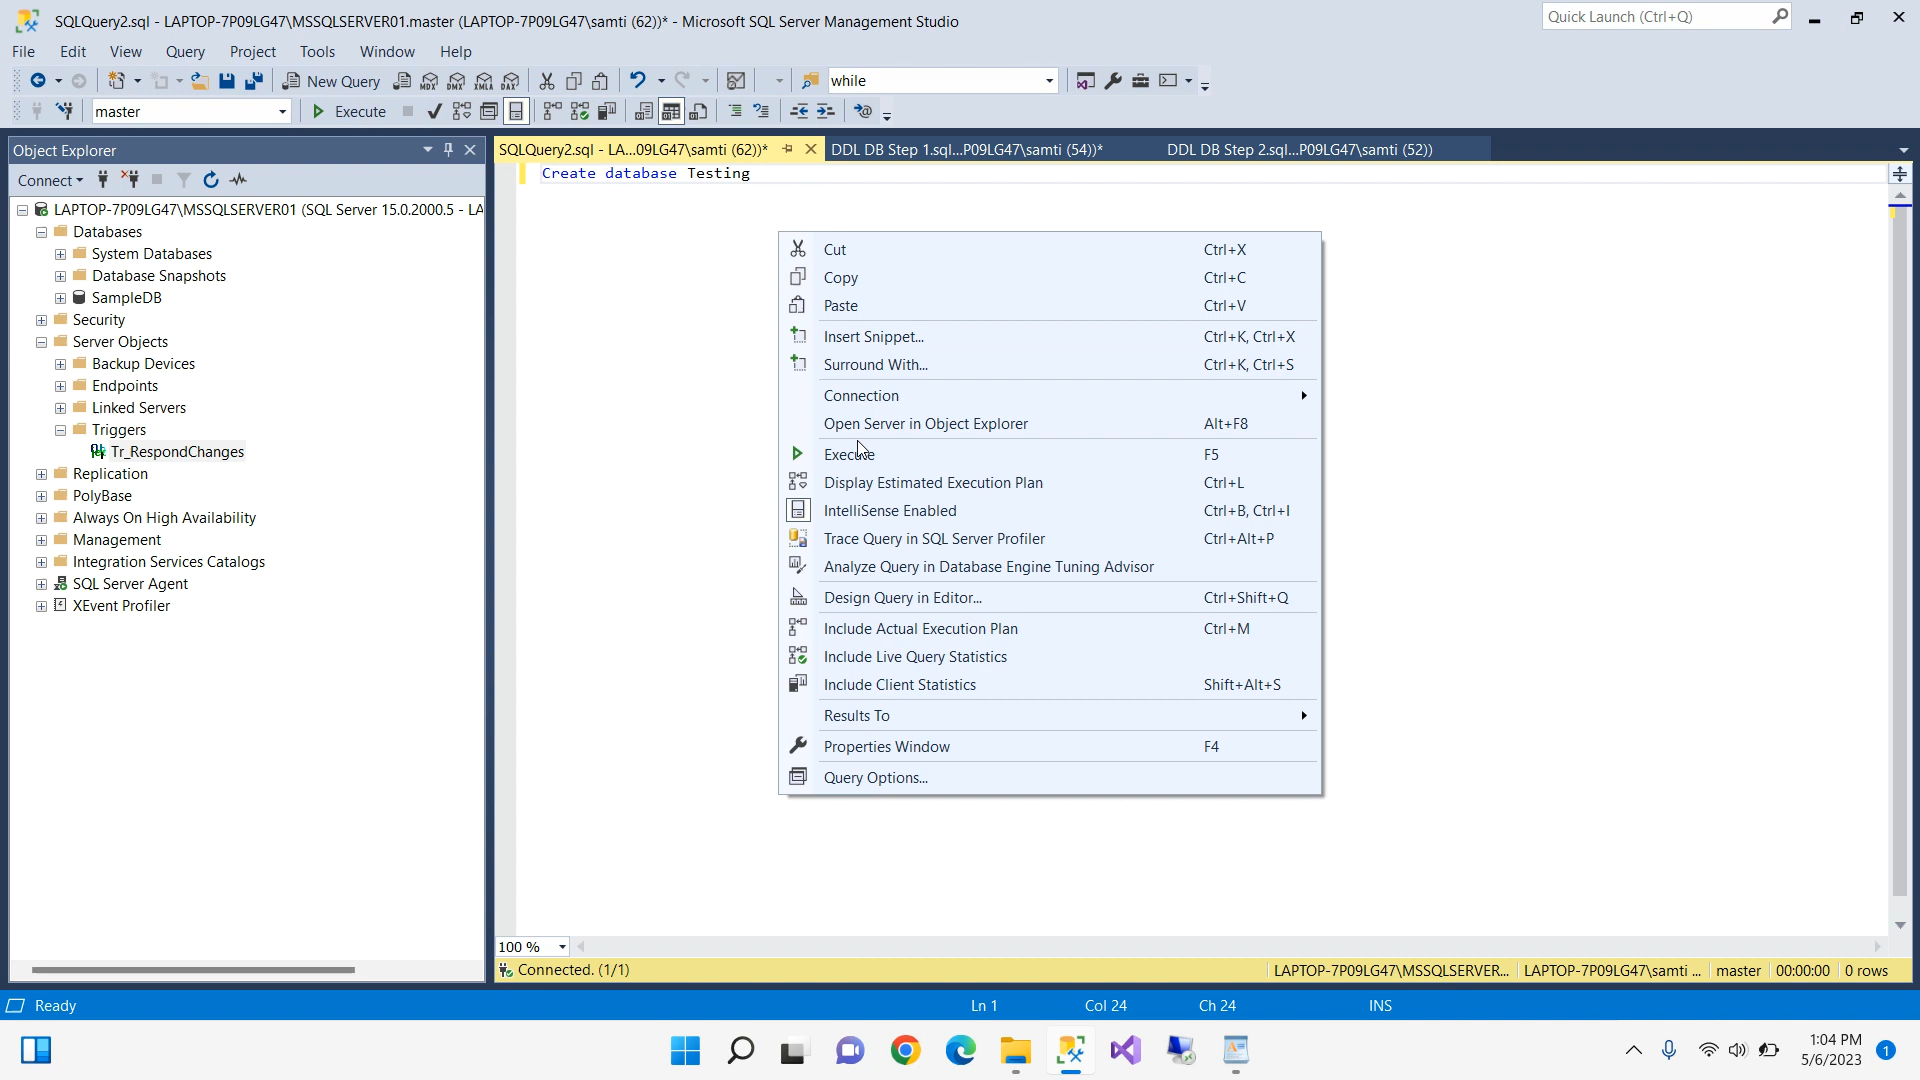 SQLQuery2.sql - LAPTOP-7P09LG47\MSSQLSERVER01.master (LAPTOP-7P09LG47\samti (62))* - Microsoft SQL Server Management Studio
Quick Launch (Ctrl+Q)
File Edit View Query Project Tools Window Help
New Query MDX DMX XMLA DAX while
master Execute
Object Explorer
SQLQuery2.sql - LA...09LG47\samti (62))* DDL DB Step 1.sql...P09LG47\samti (54))* DDL DB Step 2.sql...P09LG47\samti (52))
Connect
Create database Testing
LAPTOP-7P09LG47\MSSQLSERVER01 (SQL Server 15.0.2000.5 - LA
Databases
System Databases
Database Snapshots
SampleDB
Security
Server Objects
Backup Devices
Endpoints
Linked Servers
Triggers
Tr_RespondChanges
Replication
PolyBase
Always On High Availability
Management
Integration Services Catalogs
SQL Server Agent
XEvent Profiler
Cut Ctrl+X
Copy Ctrl+C
Paste Ctrl+V
Insert Snippet... Ctrl+K, Ctrl+X
Surround With... Ctrl+K, Ctrl+S
Connection
Open Server in Object Explorer Alt+F8
Execute F5
Display Estimated Execution Plan Ctrl+L
IntelliSense Enabled Ctrl+B, Ctrl+I
Trace Query in SQL Server Profiler Ctrl+Alt+P
Analyze Query in Database Engine Tuning Advisor
Design Query in Editor... Ctrl+Shift+Q
Include Actual Execution Plan Ctrl+M
Include Live Query Statistics
Include Client Statistics Shift+Alt+S
Results To
Properties Window F4
Query Options...
100 %
Connected. (1/1) LAPTOP-7P09LG47\MSSQLSERVER... LAPTOP-7P09LG47\samti ... master 00:00:00 0 rows
Ready Ln 1 Col 24 Ch 24 INS
1:04 PM
5/6/2023
1